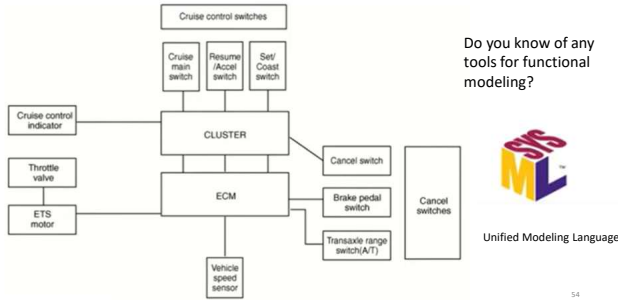 Cruise control switches
Cruise
main
switch
Resume
/Accel
switch
Set/
Coast
switch
Do you know of any
tools for functional
modeling?
Cruise control
indicator
CLUSTER
Cancel switch
Throttle
valve
ECM
ETS
motor
Brake pedal
switch
Cancel
switches
Transaxle range
switch(A/T)
Vehicle
speed
sensor
SYS
ML™
Unified Modeling Language
54